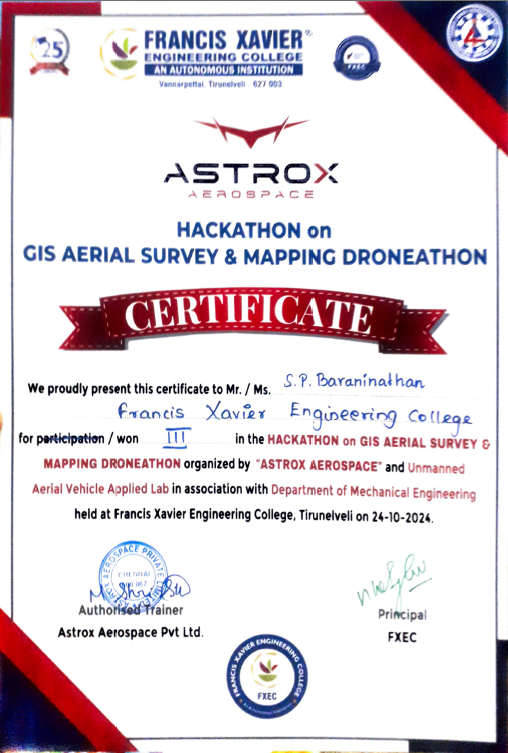 25
FRANCIS XAVIER
ENGINEERING COLLEGE
AN AUTONOMOUS INSTITUTION
Vannarpettai, Tirunelveli - 627 003
FXEC
ASTROX
AEROSPACE
HACKATHON on
GIS AERIAL SURVEY & MAPPING DRONEATHON
CERTIFICATE
We proudly present this certificate to Mr. / Ms. S.P. Baraninathan
Francis Xavier Engineering College
for participation / won III in the HACKATHON on GIS AERIAL SURVEY &
MAPPING DRONEATHON organized by "ASTROX AEROSPACE" and Unmanned
Aerial Vehicle Applied Lab in association with Department of Mechanical Engineering
held at Francis Xavier Engineering College, Tirunelveli on 24-10-2024.
AEROSPACE PRIVATE
CHENNAI
Authorised Trainer
Astrox Aerospace Pvt Ltd.
Principal
FXEC
FRANCIS XAVIER ENGINEERING COLLEGE
FXEC